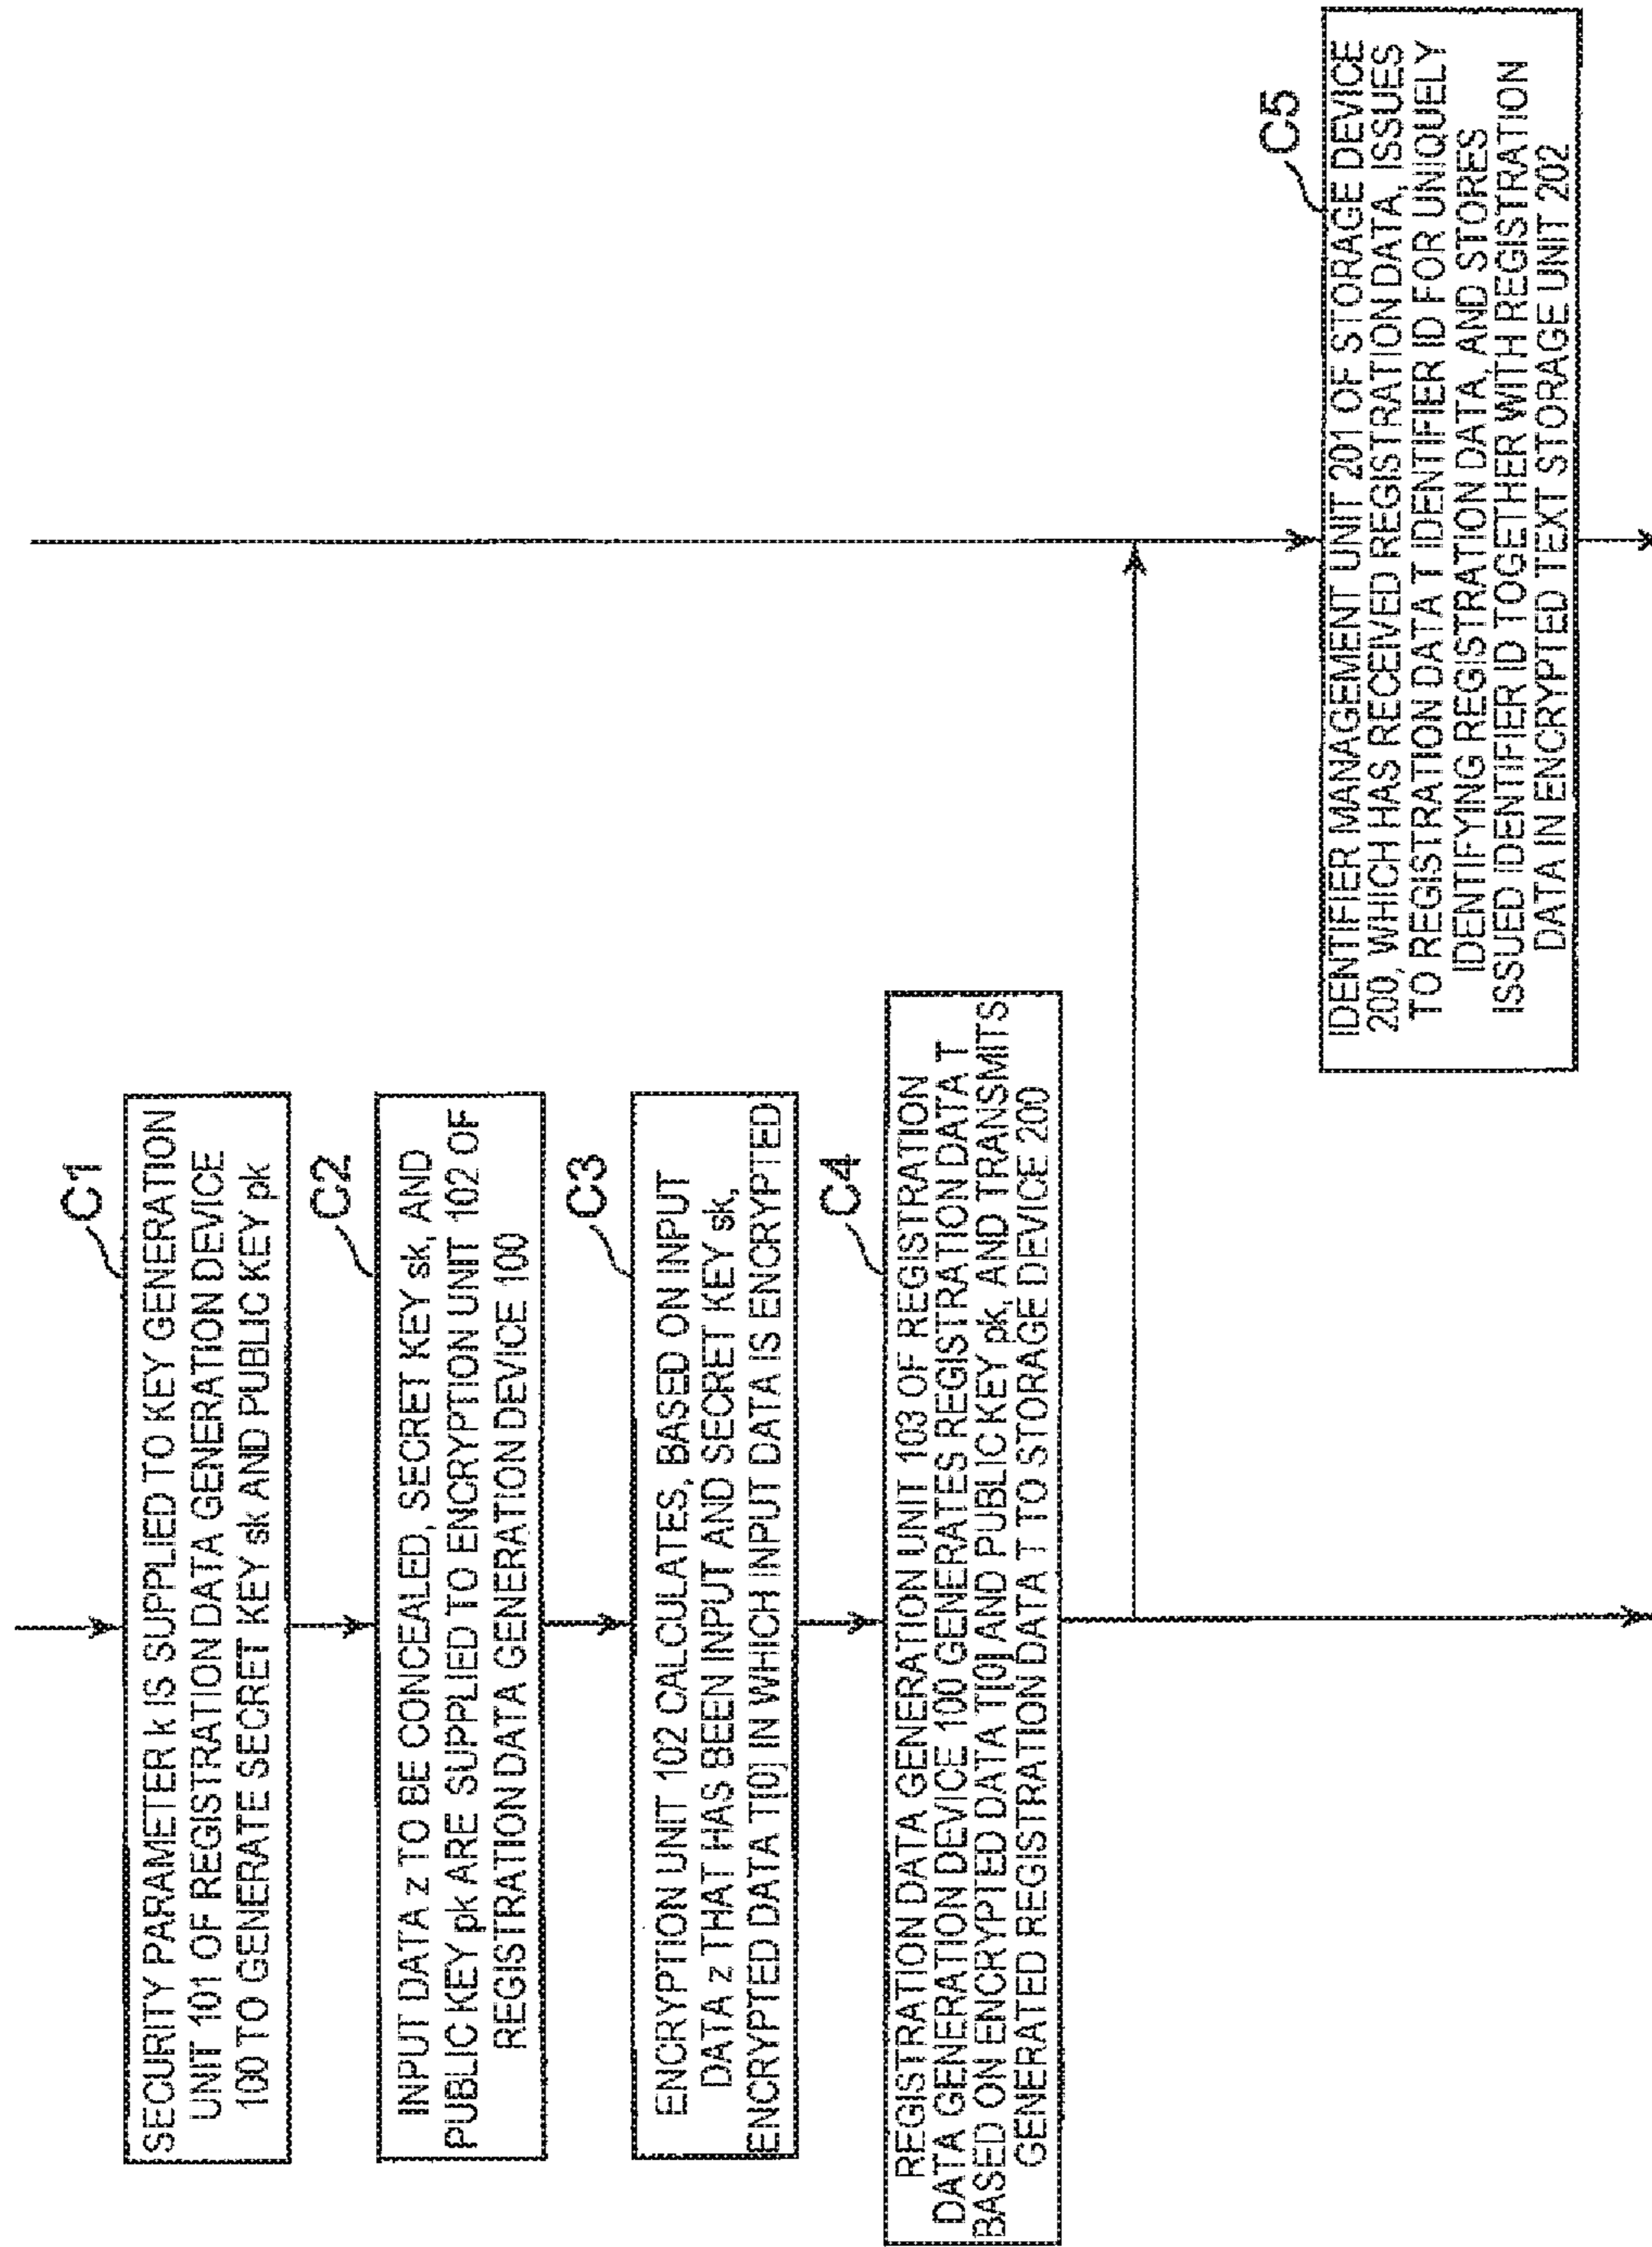 C1
SECURITY PARAMETER k IS SUPPLIED TO KEY GENERATION
UNIT 101 OF REGISTRATION DATA GENERATION DEVICE
100 TO GENERATE SECRET KEY sk AND PUBLIC KEY pk
C2
INPUT DATA z TO BE CONCEALED, SECRET KEY sk, AND
PUBLIC KEY pk ARE SUPPLIED TO ENCRYPTION UNIT 102 OF
REGISTRATION DATA GENERATION DEVICE 100
C3
ENCRYPTION UNIT 102 CALCULATES, BASED ON INPUT
DATA z THAT HAS BEEN INPUT AND SECRET KEY sk,
ENCRYPTED DATA T[0] IN WHICH INPUT DATA IS ENCRYPTED
C4
REGISTRATION DATA GENERATION UNIT 103 OF REGISTRATION
DATA GENERATION DEVICE 100 GENERATES REGISTRATION DATA T
BASED ON ENCRYPTED DATA T[0] AND PUBLIC KEY pk, AND TRANSMITS
GENERATED REGISTRATION DATA T TO STORAGE DEVICE 200
C5
IDENTIFIER MANAGEMENT UNIT 201 OF STORAGE DEVICE
200, WHICH HAS RECEIVED REGISTRATION DATA, ISSUES
TO REGISTRATION DATA T IDENTIFIER ID FOR UNIQUELY
IDENTIFYING REGISTRATION DATA, AND STORES
ISSUED IDENTIFIER ID TOGETHER WITH REGISTRATION
DATA IN ENCRYPTED TEXT STORAGE UNIT 202